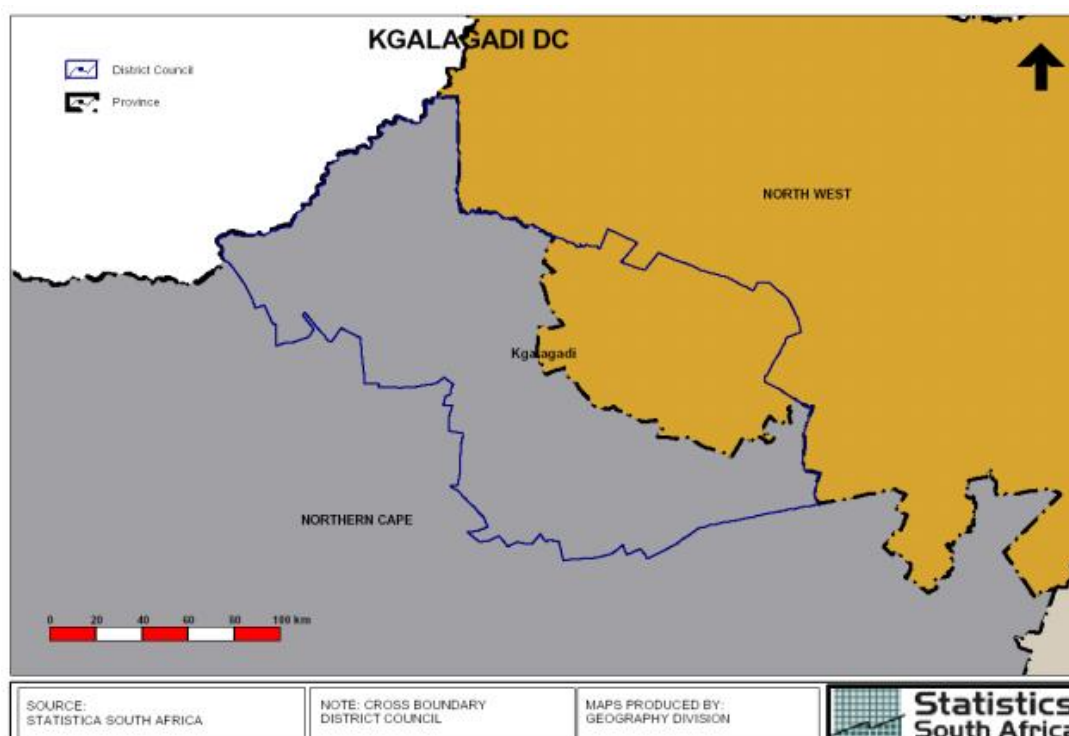 KGALAGADI DC
District Council
Province
NORTH WEST
Kgalagadi
NORTHERN CAPE
0 20 40 60 80 100 km
SOURCE:
STATISTICA SOUTH AFRICA
NOTE: CROSS BOUNDARY
DISTRICT COUNCIL
MAPS PRODUCED BY:
GEOGRAPHY DIVISION
Statistics
South Africa